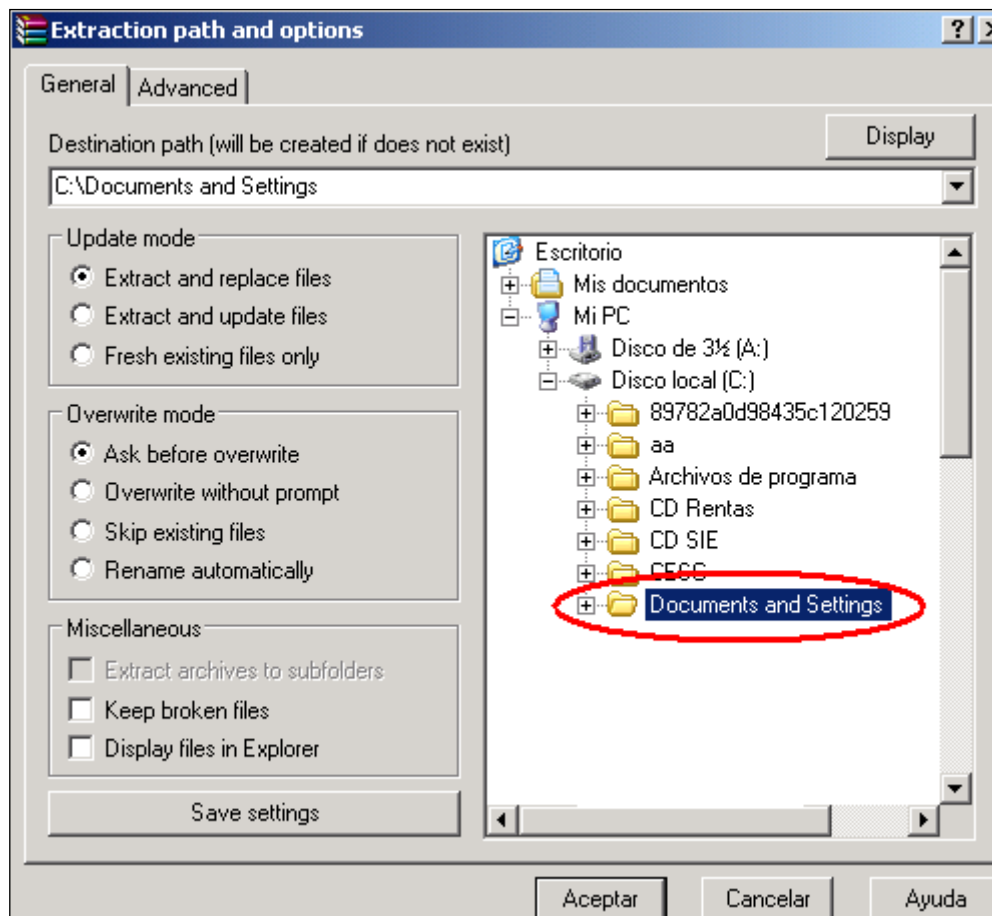 Extraction path and options
General
Advanced
Destination path (will be created if does not exist)
Display
C:\Documents and Settings
Update mode
Extract and replace files
Extract and update files
Fresh existing files only
Overwrite mode
Ask before overwrite
Overwrite without prompt
Skip existing files
Rename automatically
Miscellaneous
Extract archives to subfolders
Keep broken files
Display files in Explorer
Save settings
Escritorio
Mis documentos
Mi PC
Disco de 3½ (A:)
Disco local (C:)
89782a0d98435c120259
aa
Archivos de programa
CD Rentas
CD SIE
Documents and Settings
Aceptar
Cancelar
Ayuda